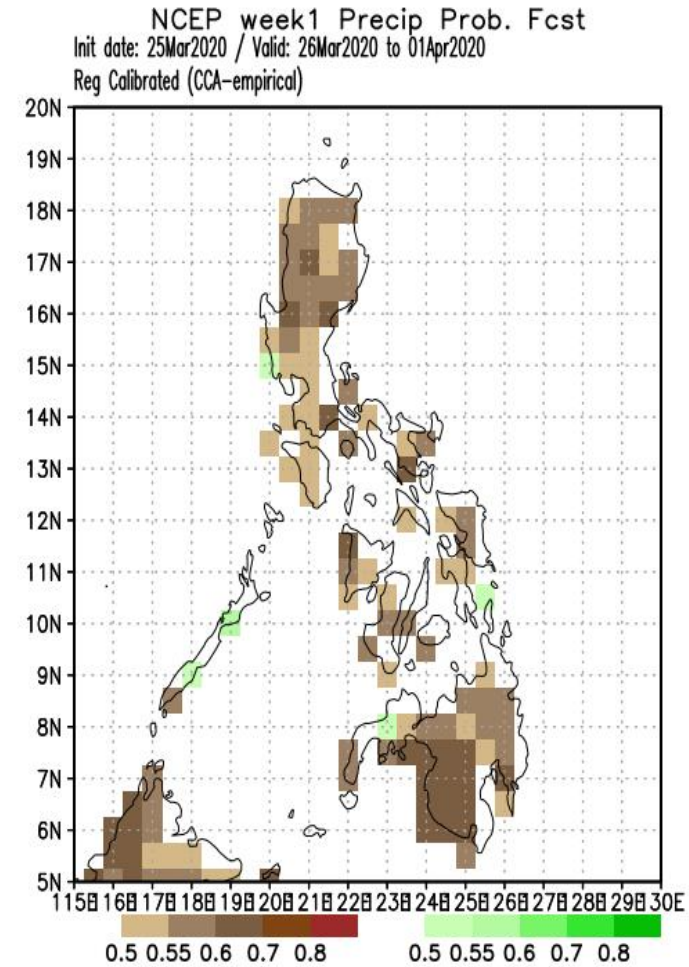 NCEP week1 Precip Prob. Fcst
Init date: 25Mar2020 / Valid: 26Mar2020 to 01Apr2020
Reg Calibrated (CCA-empirical)
20N
19N
18N
17N
16N
15N
14N
13N
12N
11N
10N
9N
8N
7N
6N
5N
115E 116E 117E 118E 119E 120E 121E 122E 123E 124E 125E 126E 127E 128E 129E 130E
0.5 0.55 0.6 0.7 0.8 0.5 0.55 0.6 0.7 0.8